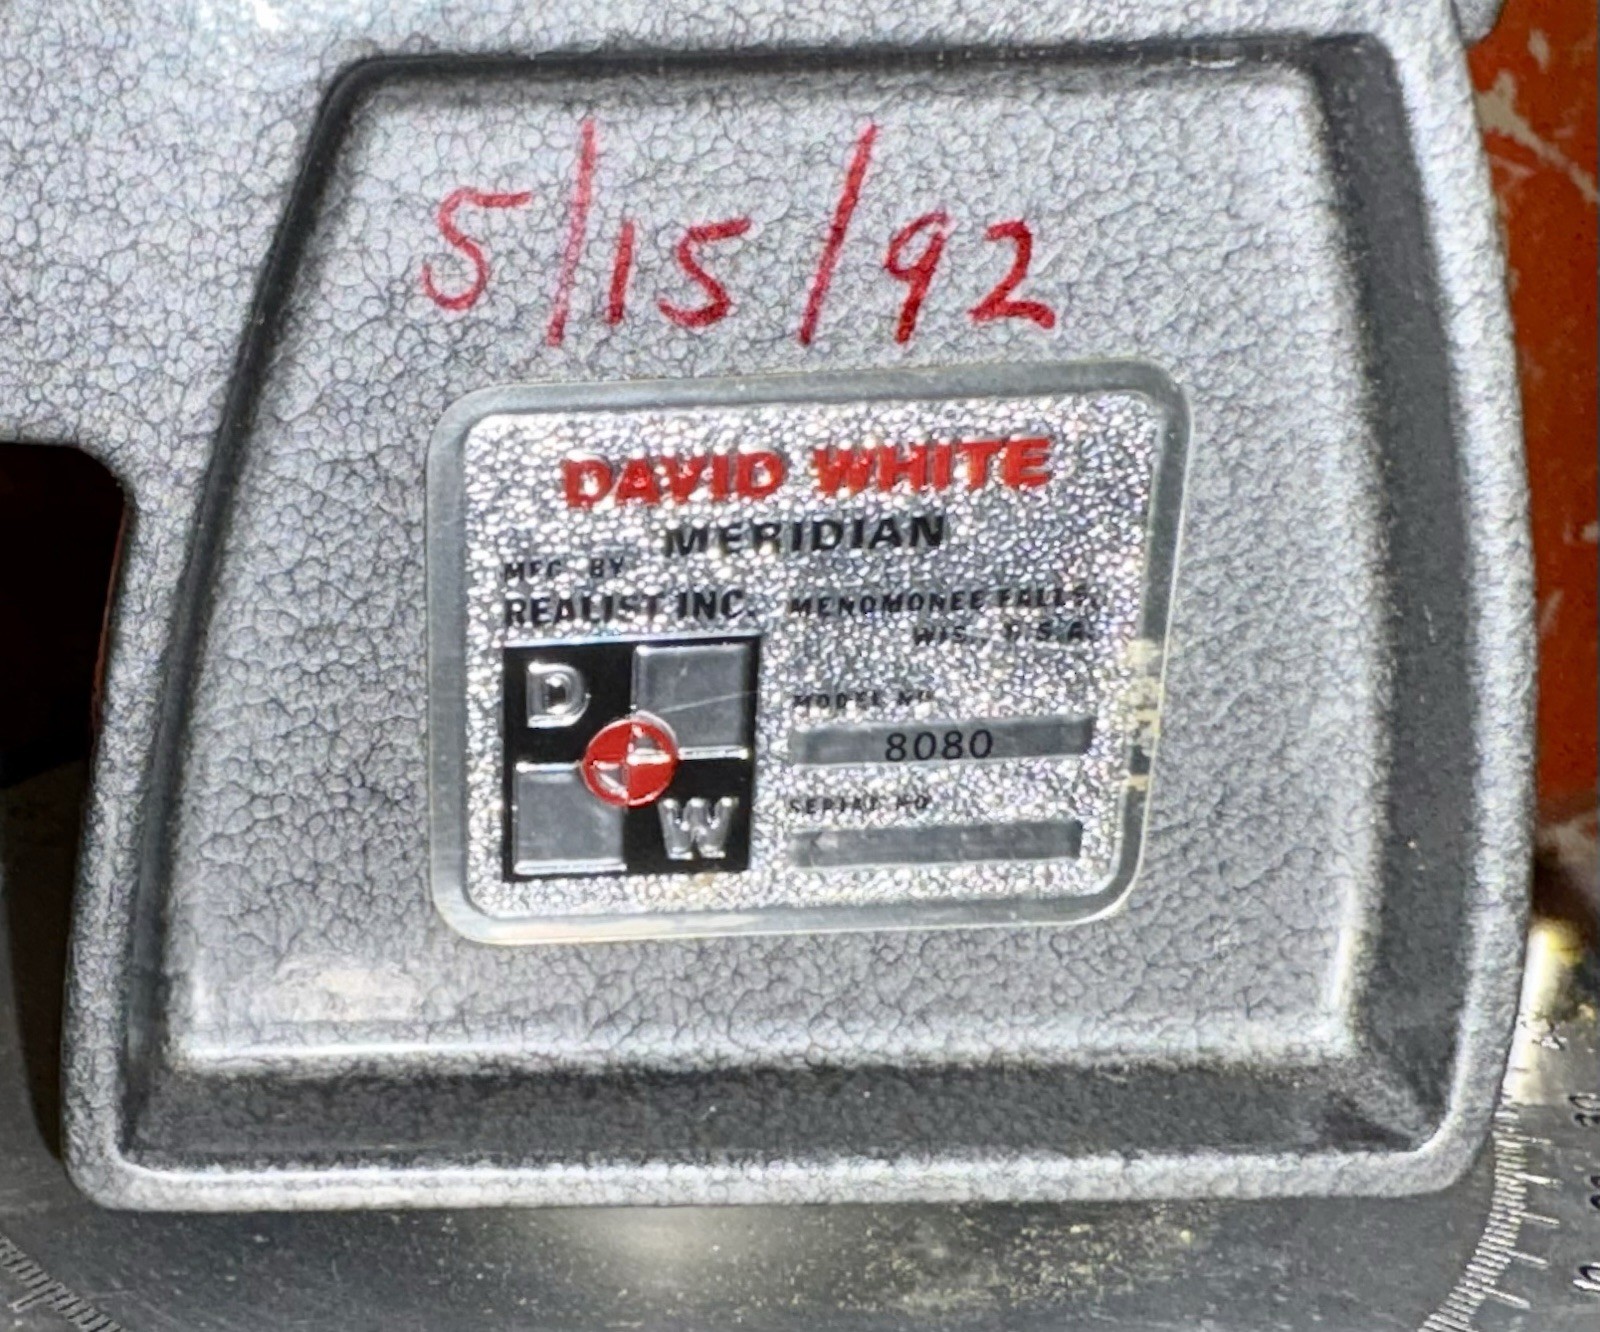 5/15/92
DAVID WHITE
MERIDIAN
MFG. BY
REALIST INC. MENOMONEE FALLS,
WIS., U.S.A.
D
W
MODEL NO.
8080
SERIAL NO.